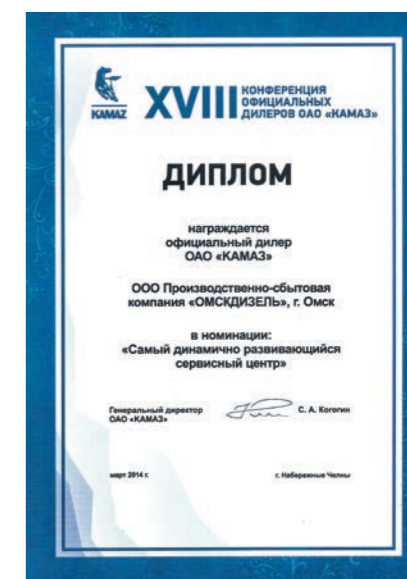 KAMAZ
XVIII КОНФЕРЕНЦИЯ
ОФИЦИАЛЬНЫХ
ДИЛЕРОВ ОАО «КАМАЗ»
ДИПЛОМ
награждается
официальный дилер
ОАО «КАМАЗ»
ООО Производственно-сбытовая
компания «ОМСКДИЗЕЛЬ», г. Омск
в номинации:
«Самый динамично развивающийся
сервисный центр»
Генеральный директор
ОАО «КАМАЗ»
С. А. Когогин
март 2014 г.
г. Набережные Челны